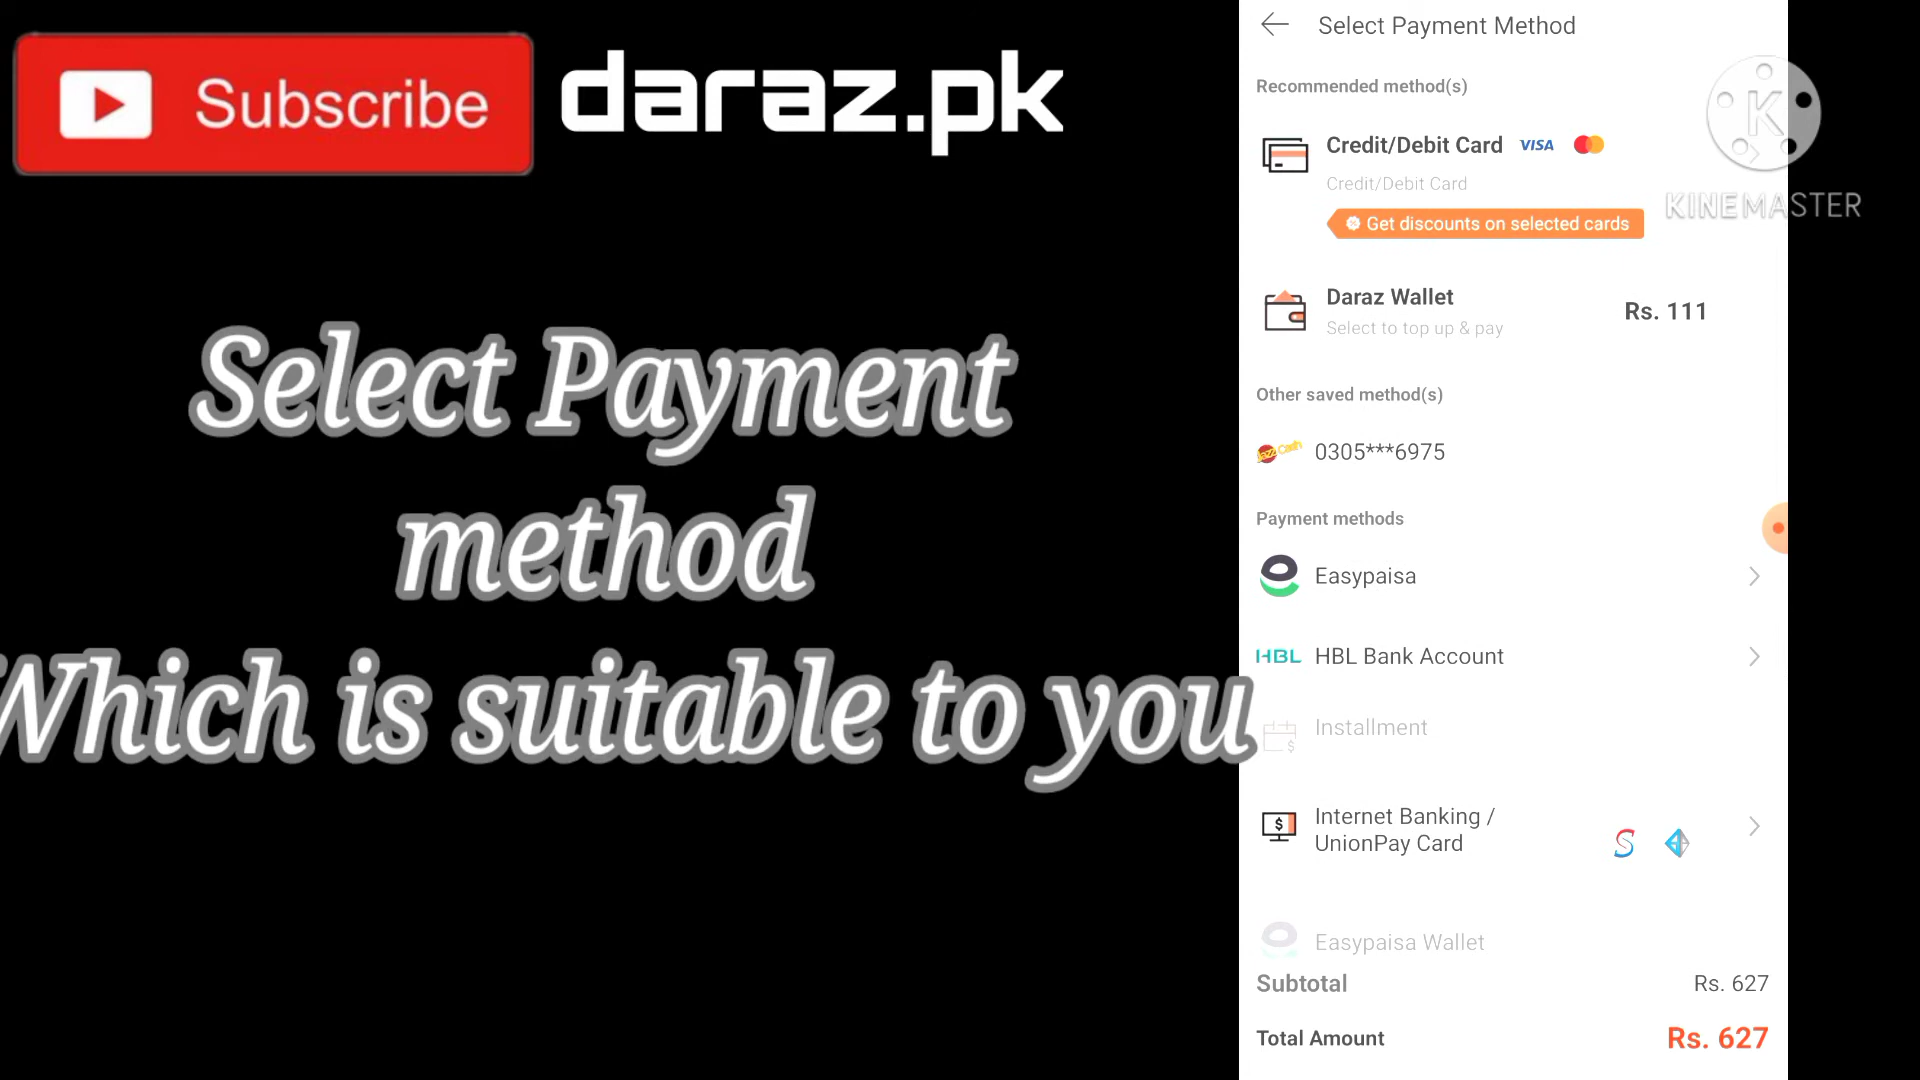 Subscribe
daraz.pk
Select Payment
method
Which is suitable to you
Select Payment Method
Recommended method(s)
Credit/Debit Card VISA
Credit/Debit Card
Get discounts on selected cards
K
KINEMASTER
Daraz Wallet
Rs. 111
Select to top up & pay
Other saved method(s)
Jazz Cash 0305***6975
Payment methods
Easypaisa
HBL HBL Bank Account
Installment
Internet Banking /
UnionPay Card
Easypaisa Wallet
Subtotal Rs. 627
Total Amount Rs. 627